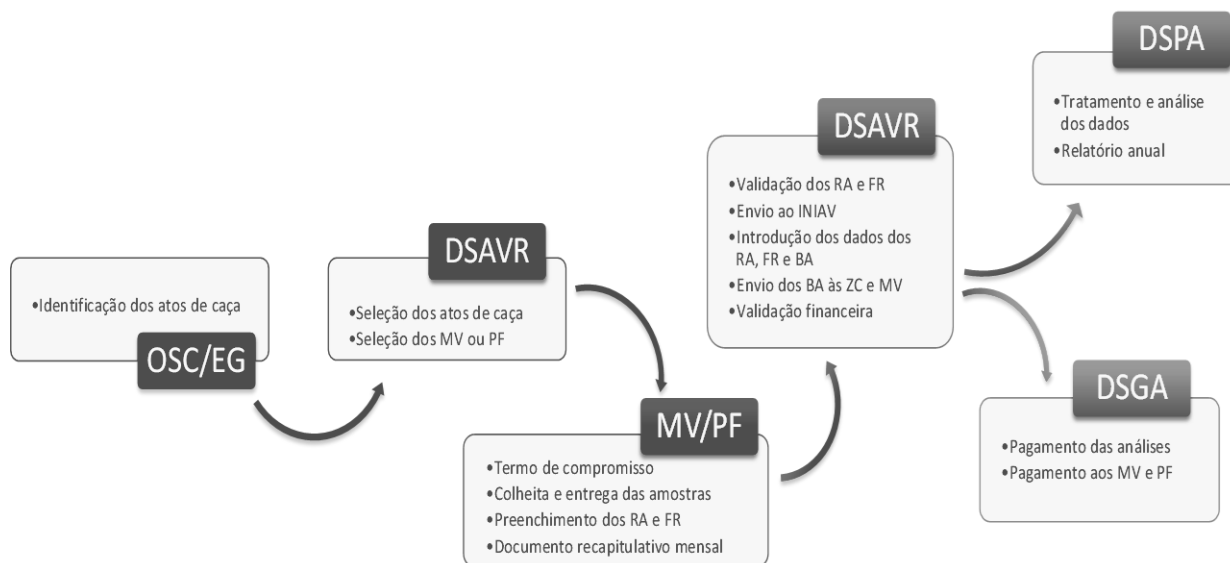 •Identificação dos atos de caça
OSC/EG
DSAVR
•Seleção dos atos de caça
•Seleção dos MV ou PF
MV/PF
•Termo de compromisso
•Colheita e entrega das amostras
•Preenchimento dos RA e FR
•Documento recapitulativo mensal
DSAVR
•Validação dos RA e FR
•Envio ao INIAV
•Introdução dos dados dos
RA, FR e BA
•Envio dos BA às ZC e MV
•Validação financeira
DSPA
•Tratamento e análise
dos dados
•Relatório anual
DSGA
•Pagamento das análises
•Pagamento aos MV e PF